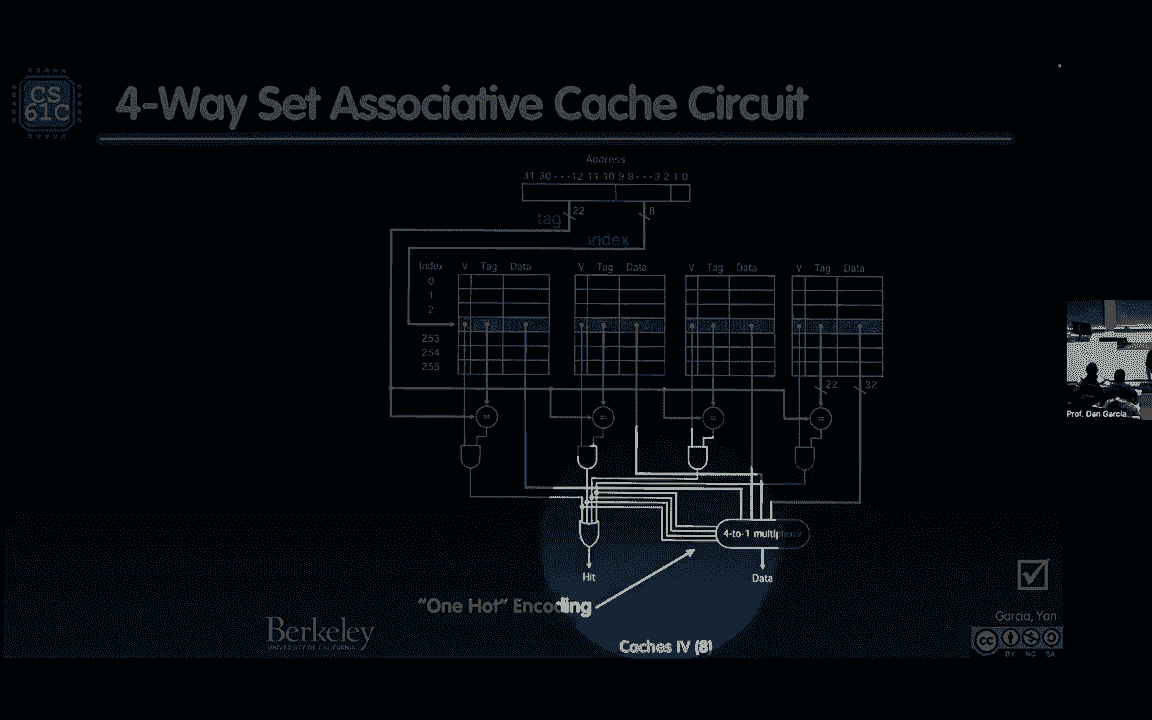 CS
61C
4-Way Set Associative Cache Circuit
Address
31 30 ··· 12 11 10 9 8 ··· 3 2 1 0
22
8
tag
index
Index V Tag Data V Tag Data V Tag Data V Tag Data
0
1
2
253
254
255
22
32
= = = =
4-to-1 multiplexor
Hit
Data
"One Hot" Encoding
Caches IV (8)
Berkeley
UNIVERSITY OF CALIFORNIA
Garcia, Yan
cc
BY NC SA
Prof. Dan Garcia